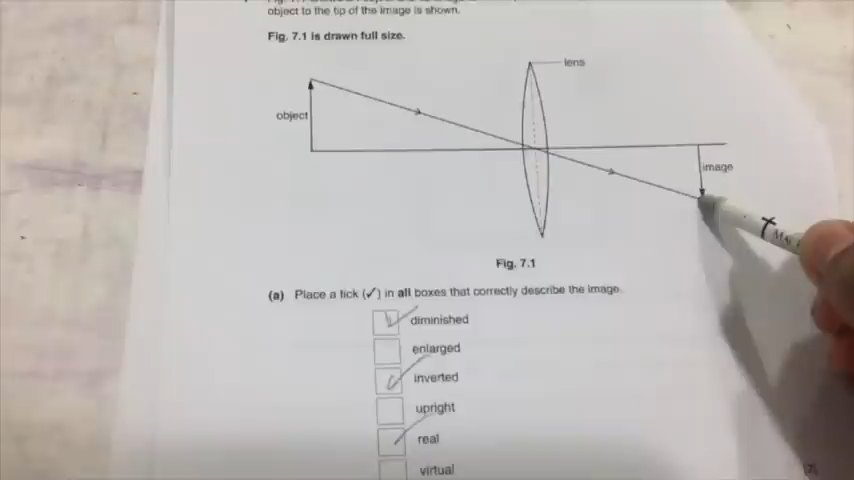 object to the tip of the image is shown.
Fig. 7.1 is drawn full size.
lens
object
image
Fig. 7.1
(a) Place a tick (✓) in all boxes that correctly describe the image.
diminished
enlarged
inverted
upright
real
virtual